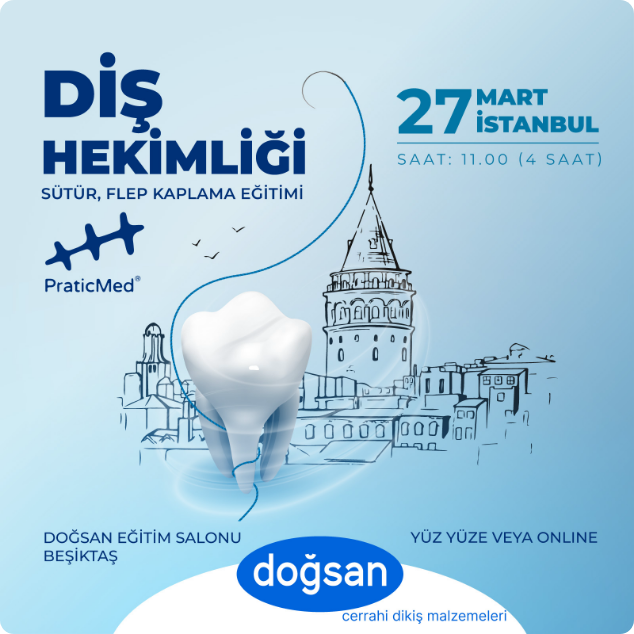 DİŞ
HEKİMLİĞİ
SÜTÜR, FLEP KAPLAMA EĞİTİMİ
PraticMed®
27 MART
İSTANBUL
SAAT: 11.00 (4 SAAT)
DOĞSAN EĞİTİM SALONU
BEŞİKTAŞ
YÜZ YÜZE VEYA ONLINE
doğsan
cerrahi dikiş malzemeleri